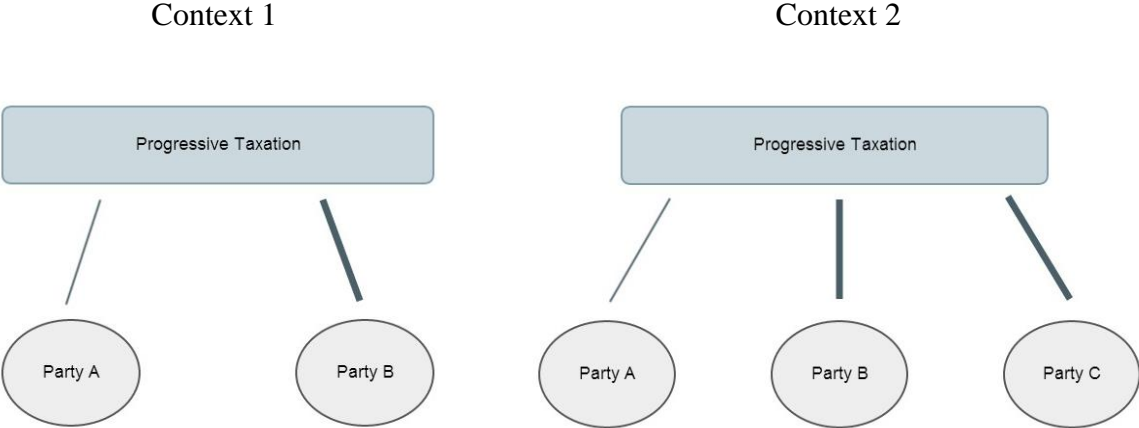 Context 1
Context 2
Progressive Taxation
Progressive Taxation
Party A
Party B
Party A
Party B
Party C